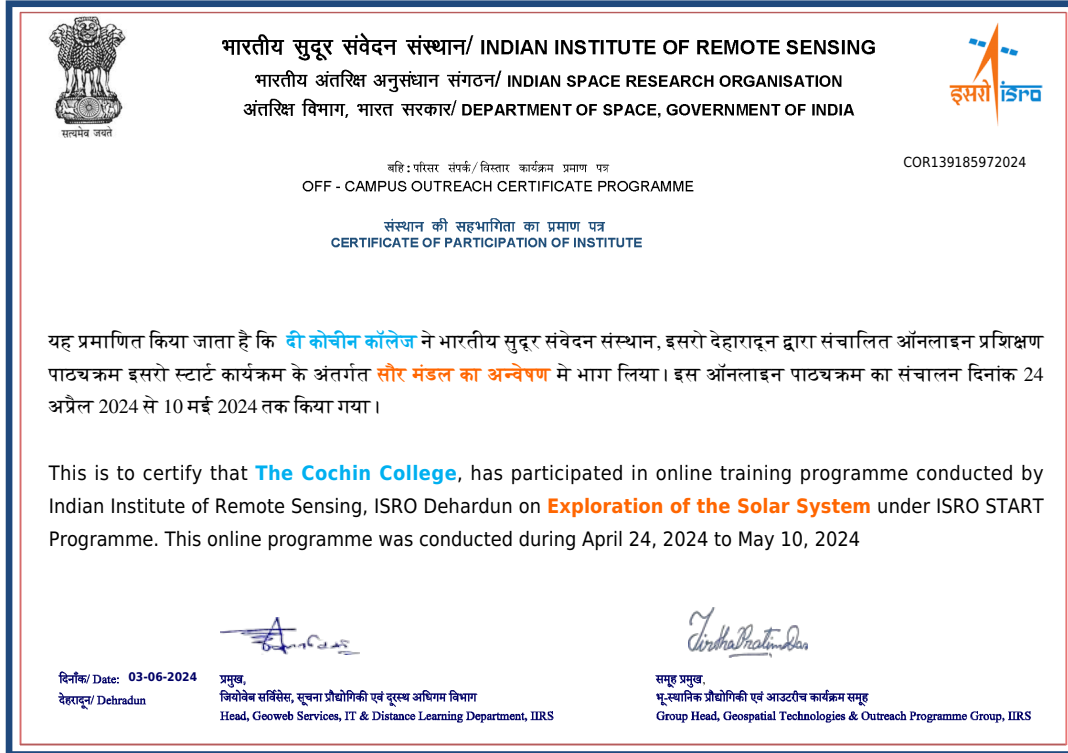 सत्यमेव जयते
भारतीय सुदूर संवेदन संस्थान/ INDIAN INSTITUTE OF REMOTE SENSING
भारतीय अंतरिक्ष अनुसंधान संगठन/ INDIAN SPACE RESEARCH ORGANISATION
अंतरिक्ष विभाग, भारत सरकार/ DEPARTMENT OF SPACE, GOVERNMENT OF INDIA
इसरो isro
COR139185972024
बहि:परिसर संपर्क/विस्तार कार्यक्रम प्रमाण पत्र
OFF - CAMPUS OUTREACH CERTIFICATE PROGRAMME
संस्थान की सहभागिता का प्रमाण पत्र
CERTIFICATE OF PARTICIPATION OF INSTITUTE
यह प्रमाणित किया जाता है कि दी कोचीन कॉलेज ने भारतीय सुदूर संवेदन संस्थान, इसरो देहारादून द्वारा संचालित ऑनलाइन प्रशिक्षण
पाठ्यक्रम इसरो स्टार्ट कार्यक्रम के अंतर्गत सौर मंडल का अन्वेषण मे भाग लिया। इस ऑनलाइन पाठ्यक्रम का संचालन दिनांक 24
अप्रैल 2024 से 10 मई 2024 तक किया गया।
This is to certify that The Cochin College, has participated in online training programme conducted by
Indian Institute of Remote Sensing, ISRO Dehardun on Exploration of the Solar System under ISRO START
Programme. This online programme was conducted during April 24, 2024 to May 10, 2024
TirthaPratimDas
दिनाँक/ Date: 03-06-2024
देहरादून/ Dehradun
प्रमुख,
जियोवेब सर्विसेस, सूचना प्रौद्योगिकी एवं दूरस्थ अधिगम विभाग
Head, Geoweb Services, IT & Distance Learning Department, IIRS
समूह प्रमुख,
भू-स्थानिक प्रौद्योगिकी एवं आउटरीच कार्यक्रम समूह
Group Head, Geospatial Technologies & Outreach Programme Group, IIRS